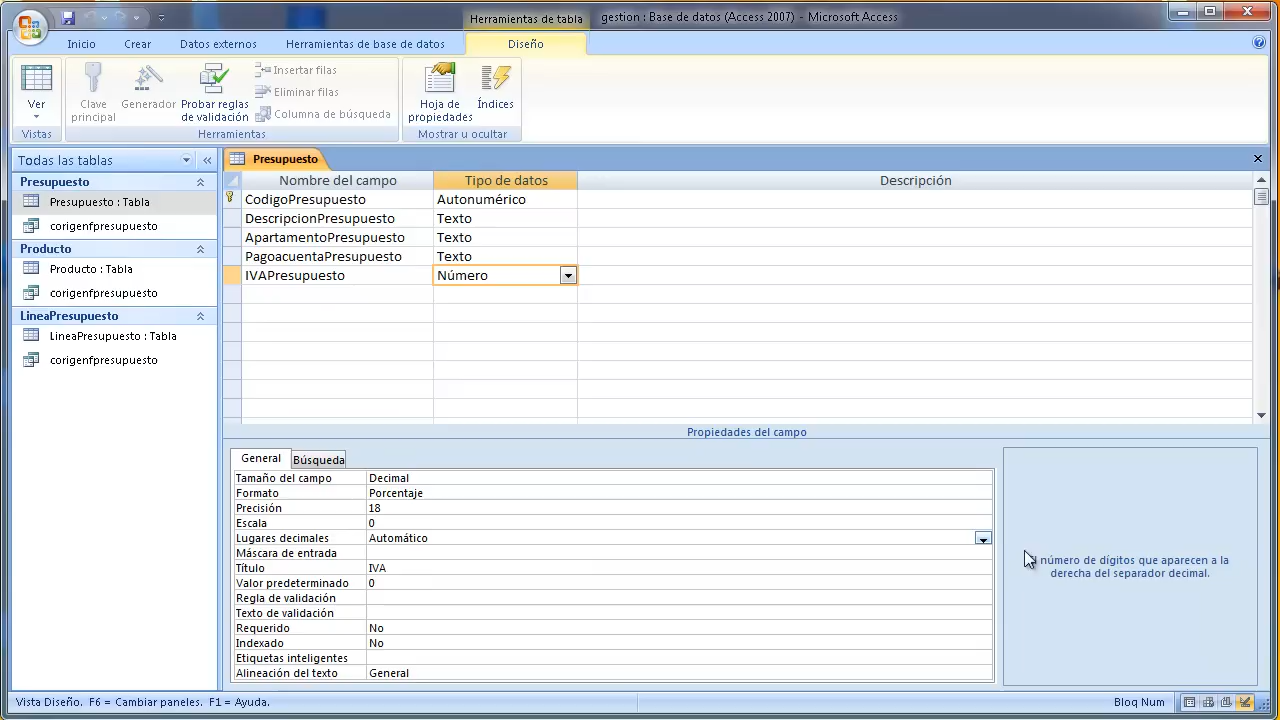 Herramientas de tabla gestion : Base de datos (Access 2007) - Microsoft Access
Inicio Crear Datos externos Herramientas de base de datos Diseño
Ver
Clave principal
Generador
Probar reglas de validación
Insertar filas
Eliminar filas
Columna de búsqueda
Hoja de propiedades
Índices
Vistas Herramientas Mostrar u ocultar
Todas las tablas
Presupuesto
Presupuesto : Tabla
corigenfpresupuesto
Producto
Producto : Tabla
corigenfpresupuesto
LineaPresupuesto
LineaPresupuesto : Tabla
corigenfpresupuesto
Presupuesto
Nombre del campo Tipo de datos Descripción
CodigoPresupuesto Autonumérico
DescripcionPresupuesto Texto
ApartamentoPresupuesto Texto
PagoacuentaPresupuesto Texto
IVAPresupuesto Número
Propiedades del campo
General Búsqueda
Tamaño del campo Decimal
Formato Porcentaje
Precisión 18
Escala 0
Lugares decimales Automático
Máscara de entrada
Título IVA
Valor predeterminado 0
Regla de validación
Texto de validación
Requerido No
Indexado No
Etiquetas inteligentes
Alineación del texto General
número de dígitos que aparecen a la
derecha del separador decimal.
Vista Diseño. F6 = Cambiar paneles. F1 = Ayuda. Bloq Num